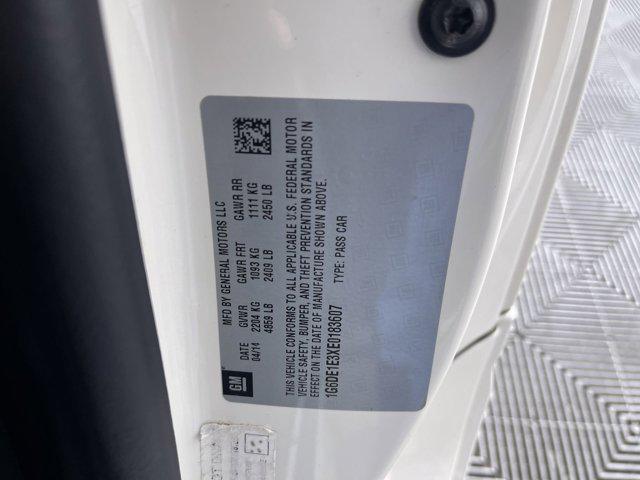 GM
MFD BY GENERAL MOTORS LLC
DATE GVWR GAWR FRT GAWR RR
04/14 2204 KG 1093 KG 1111 KG
4859 LB 2409 LB 2450 LB
THIS VEHICLE CONFORMS TO ALL APPLICABLE U.S. FEDERAL MOTOR
VEHICLE SAFETY, BUMPER, AND THEFT PREVENTION STANDARDS IN
EFFECT ON THE DATE OF MANUFACTURE SHOWN ABOVE.
1G6DE1E3XE0183607 TYPE: PASS CAR